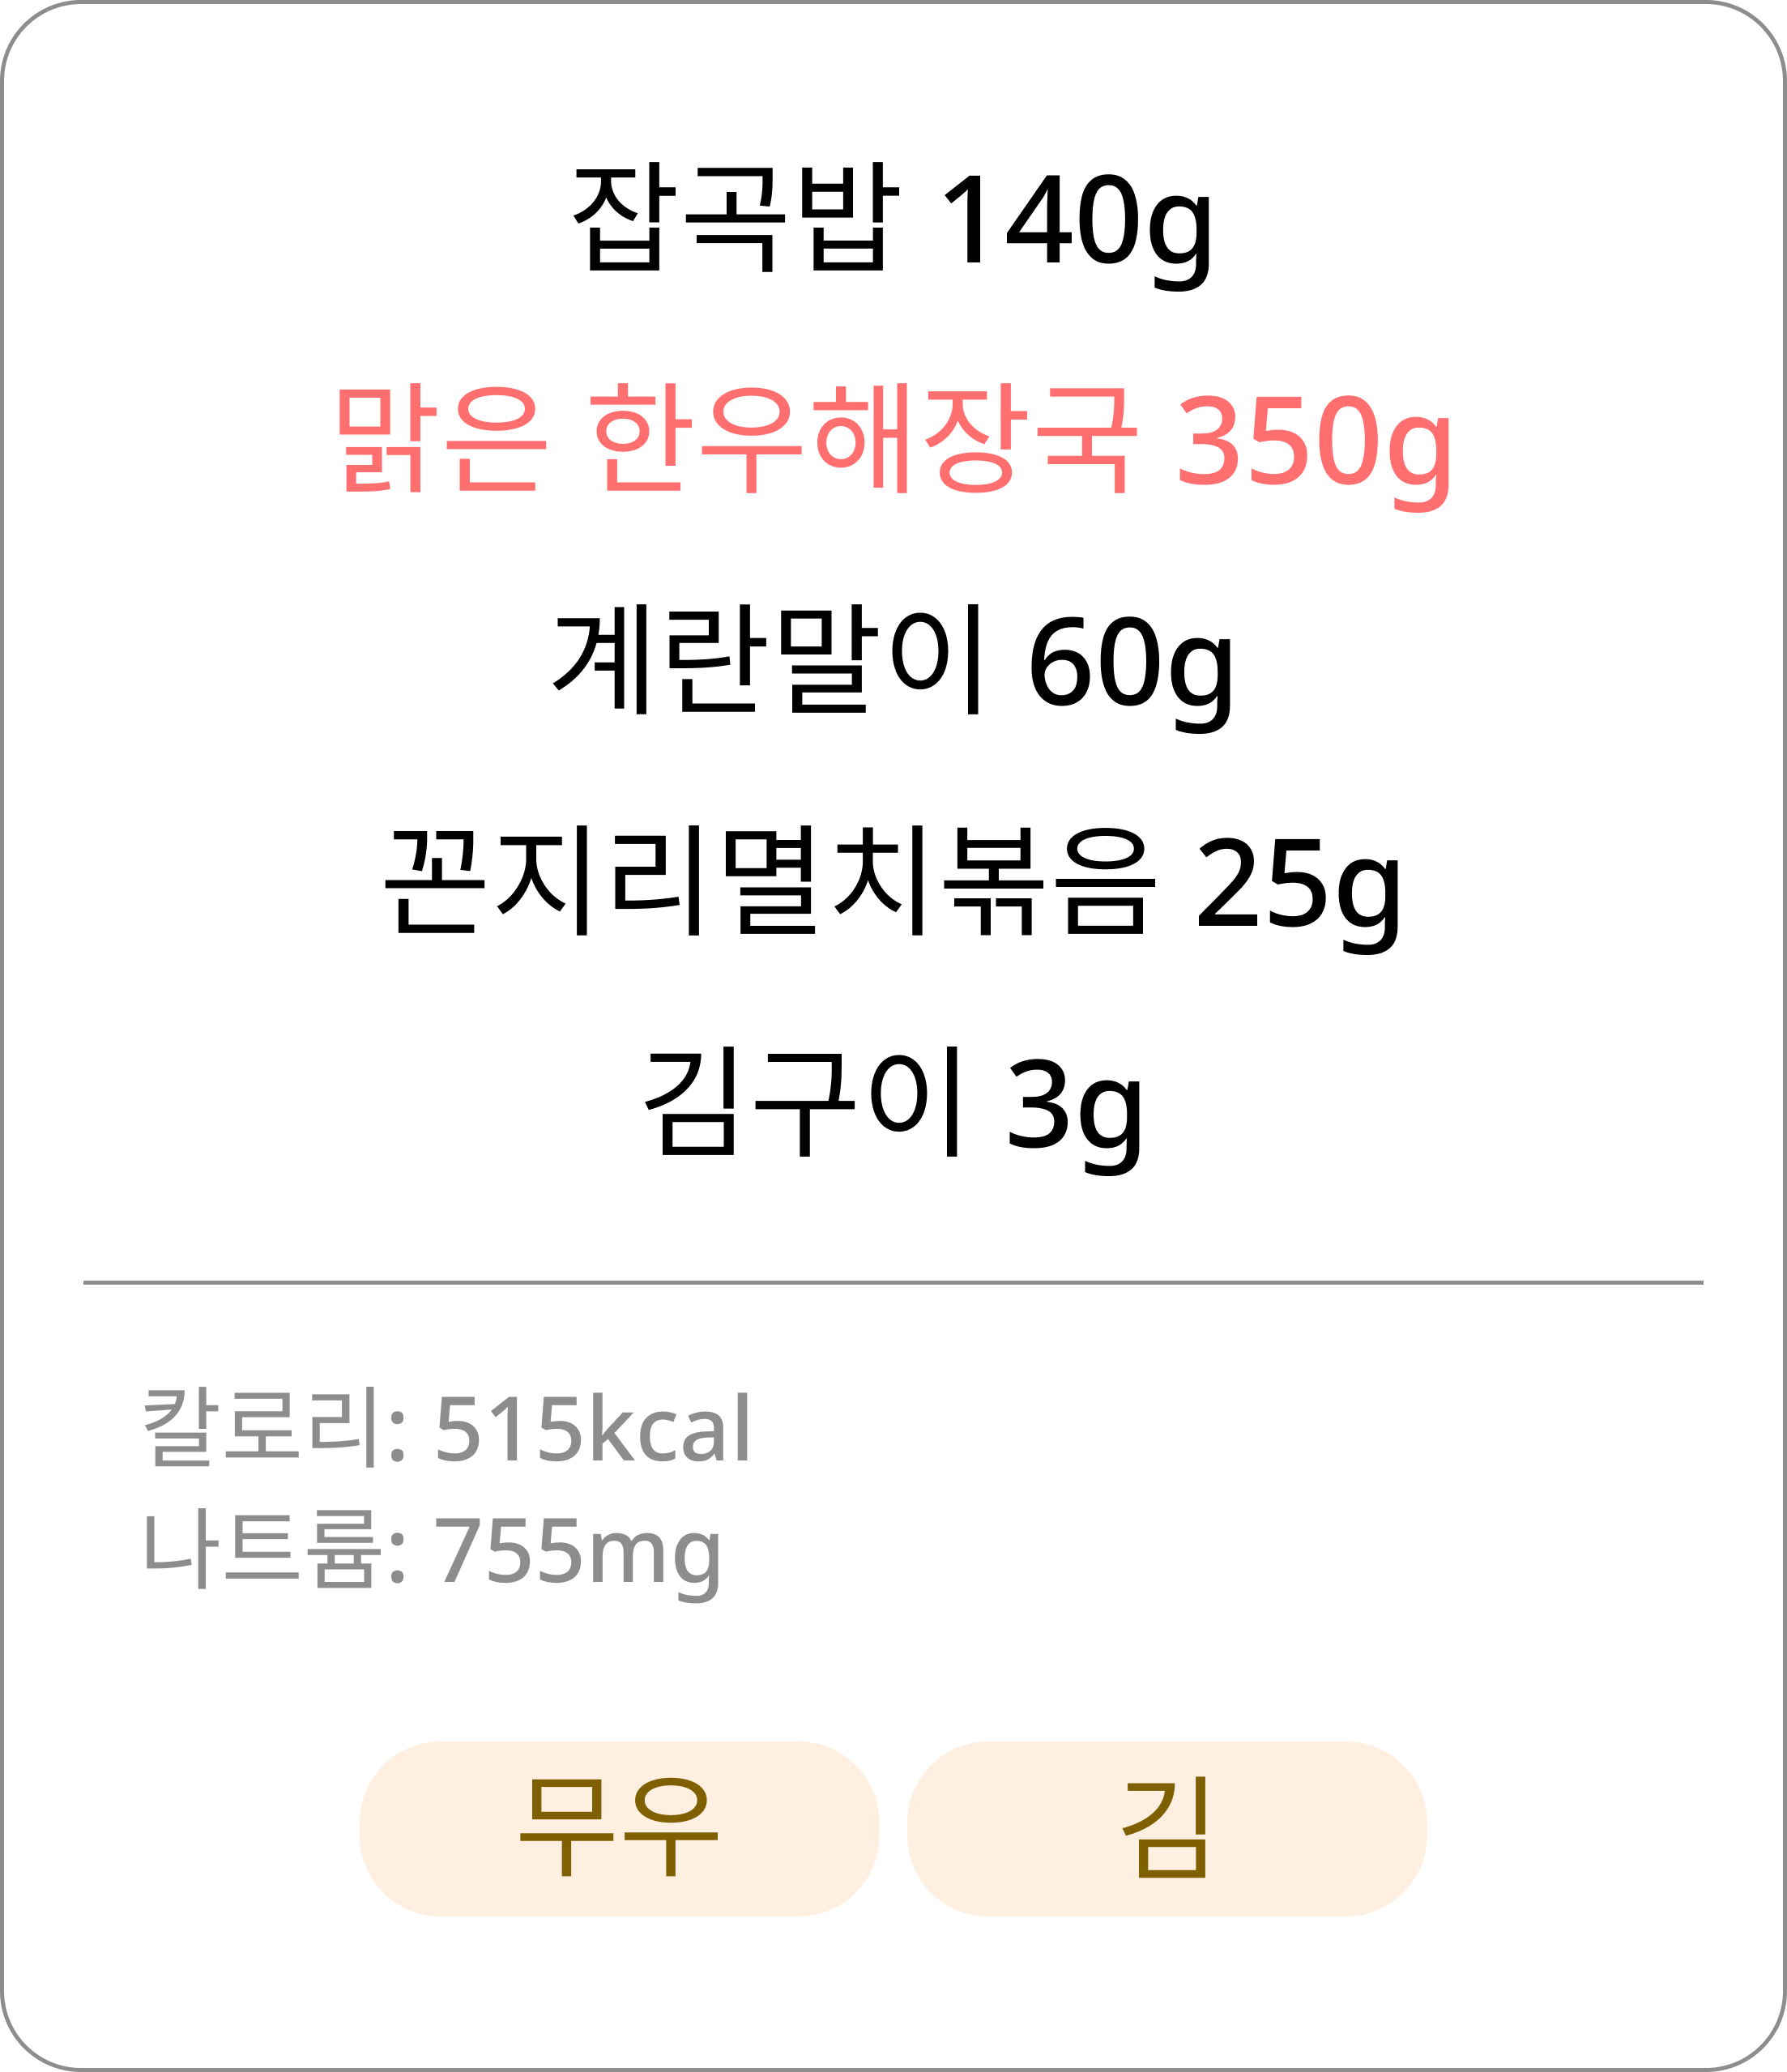 잡곡밥 140g
맑은 한우해장국 350g
계란말이 60g
꼰지리멸치볶음 25g
김구이 3g
칼로리: 515kcal
나트륨: 755mg
무우 김